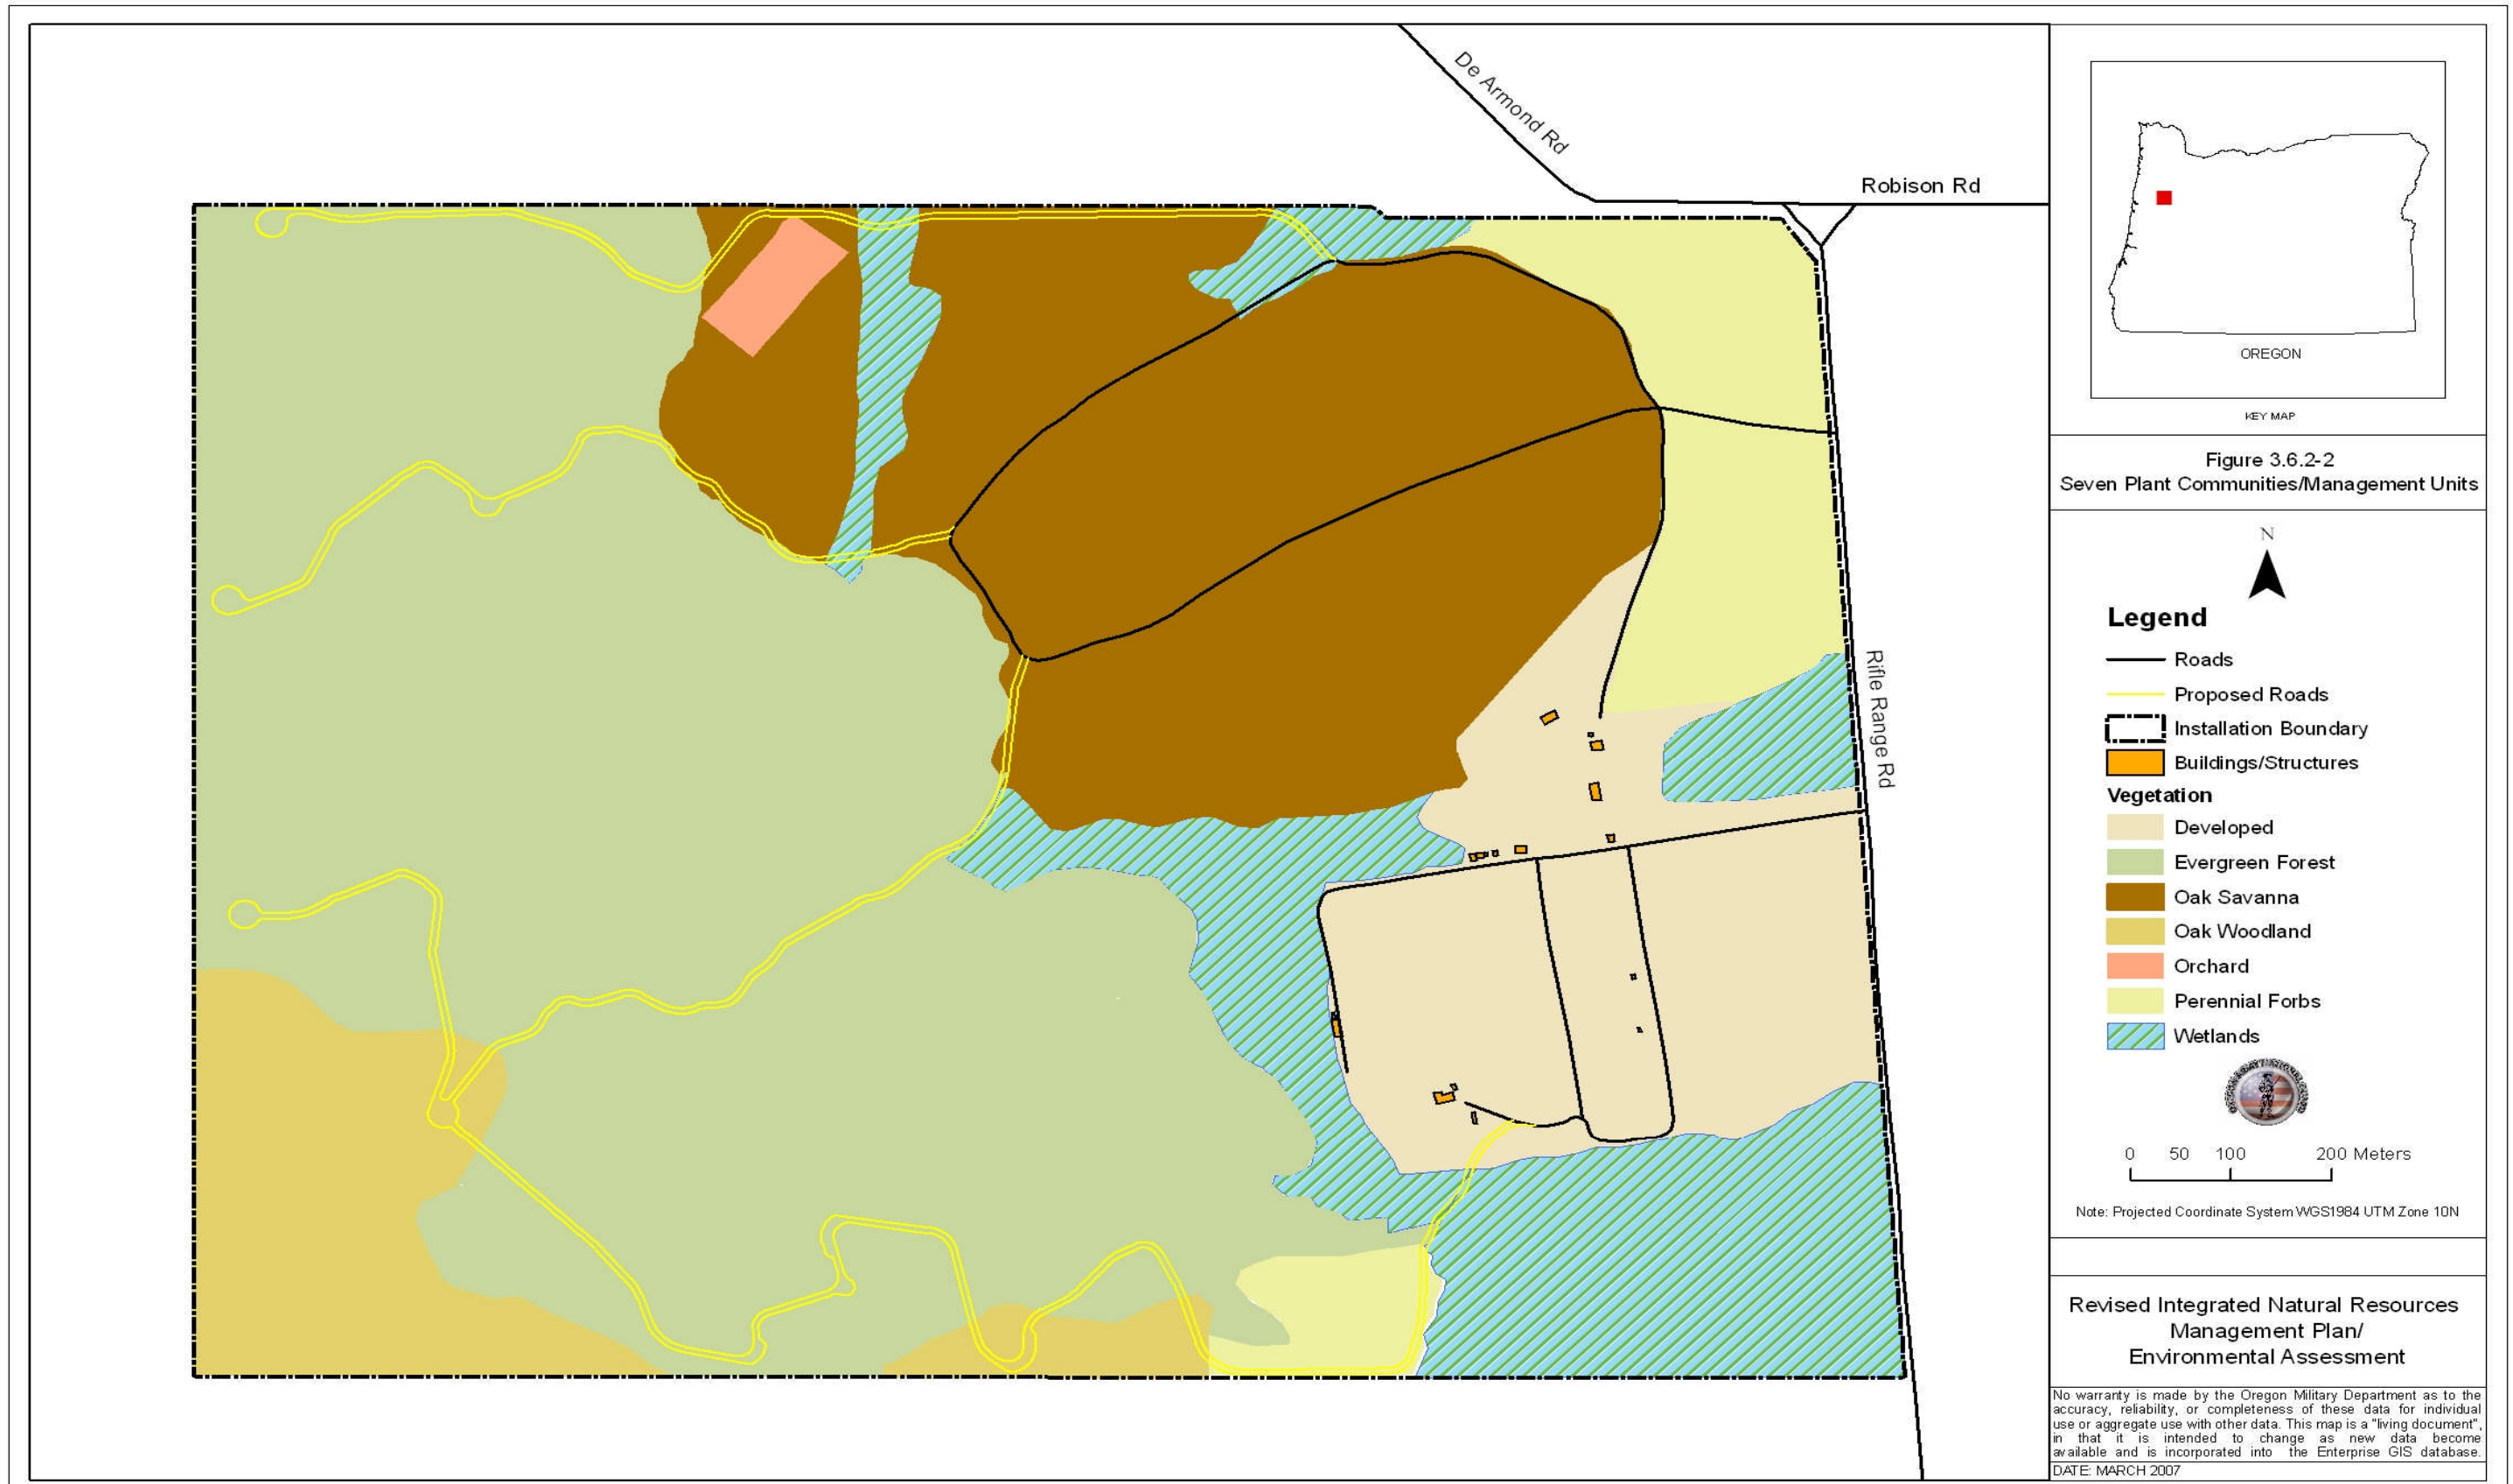 De Armond Rd
Robison Rd
Rifle Range Rd
OREGON
KEY MAP
Figure 3.6.2-2
Seven Plant Communities/Management Units
N
Legend
Roads
Proposed Roads
Installation Boundary
Buildings/Structures
Vegetation
Developed
Evergreen Forest
Oak Savanna
Oak Woodland
Orchard
Perennial Forbs
Wetlands
0 50 100 200 Meters
Note: Projected Coordinate System WGS1984 UTM Zone 10N
Revised Integrated Natural Resources
Management Plan/
Environmental Assessment
No warranty is made by the Oregon Military Department as to the
accuracy, reliability, or completeness of these data for individual
use or aggregate use with other data. This map is a "living document",
in that it is intended to change as new data become
available and is incorporated into the Enterprise GIS database.
DATE: MARCH 2007